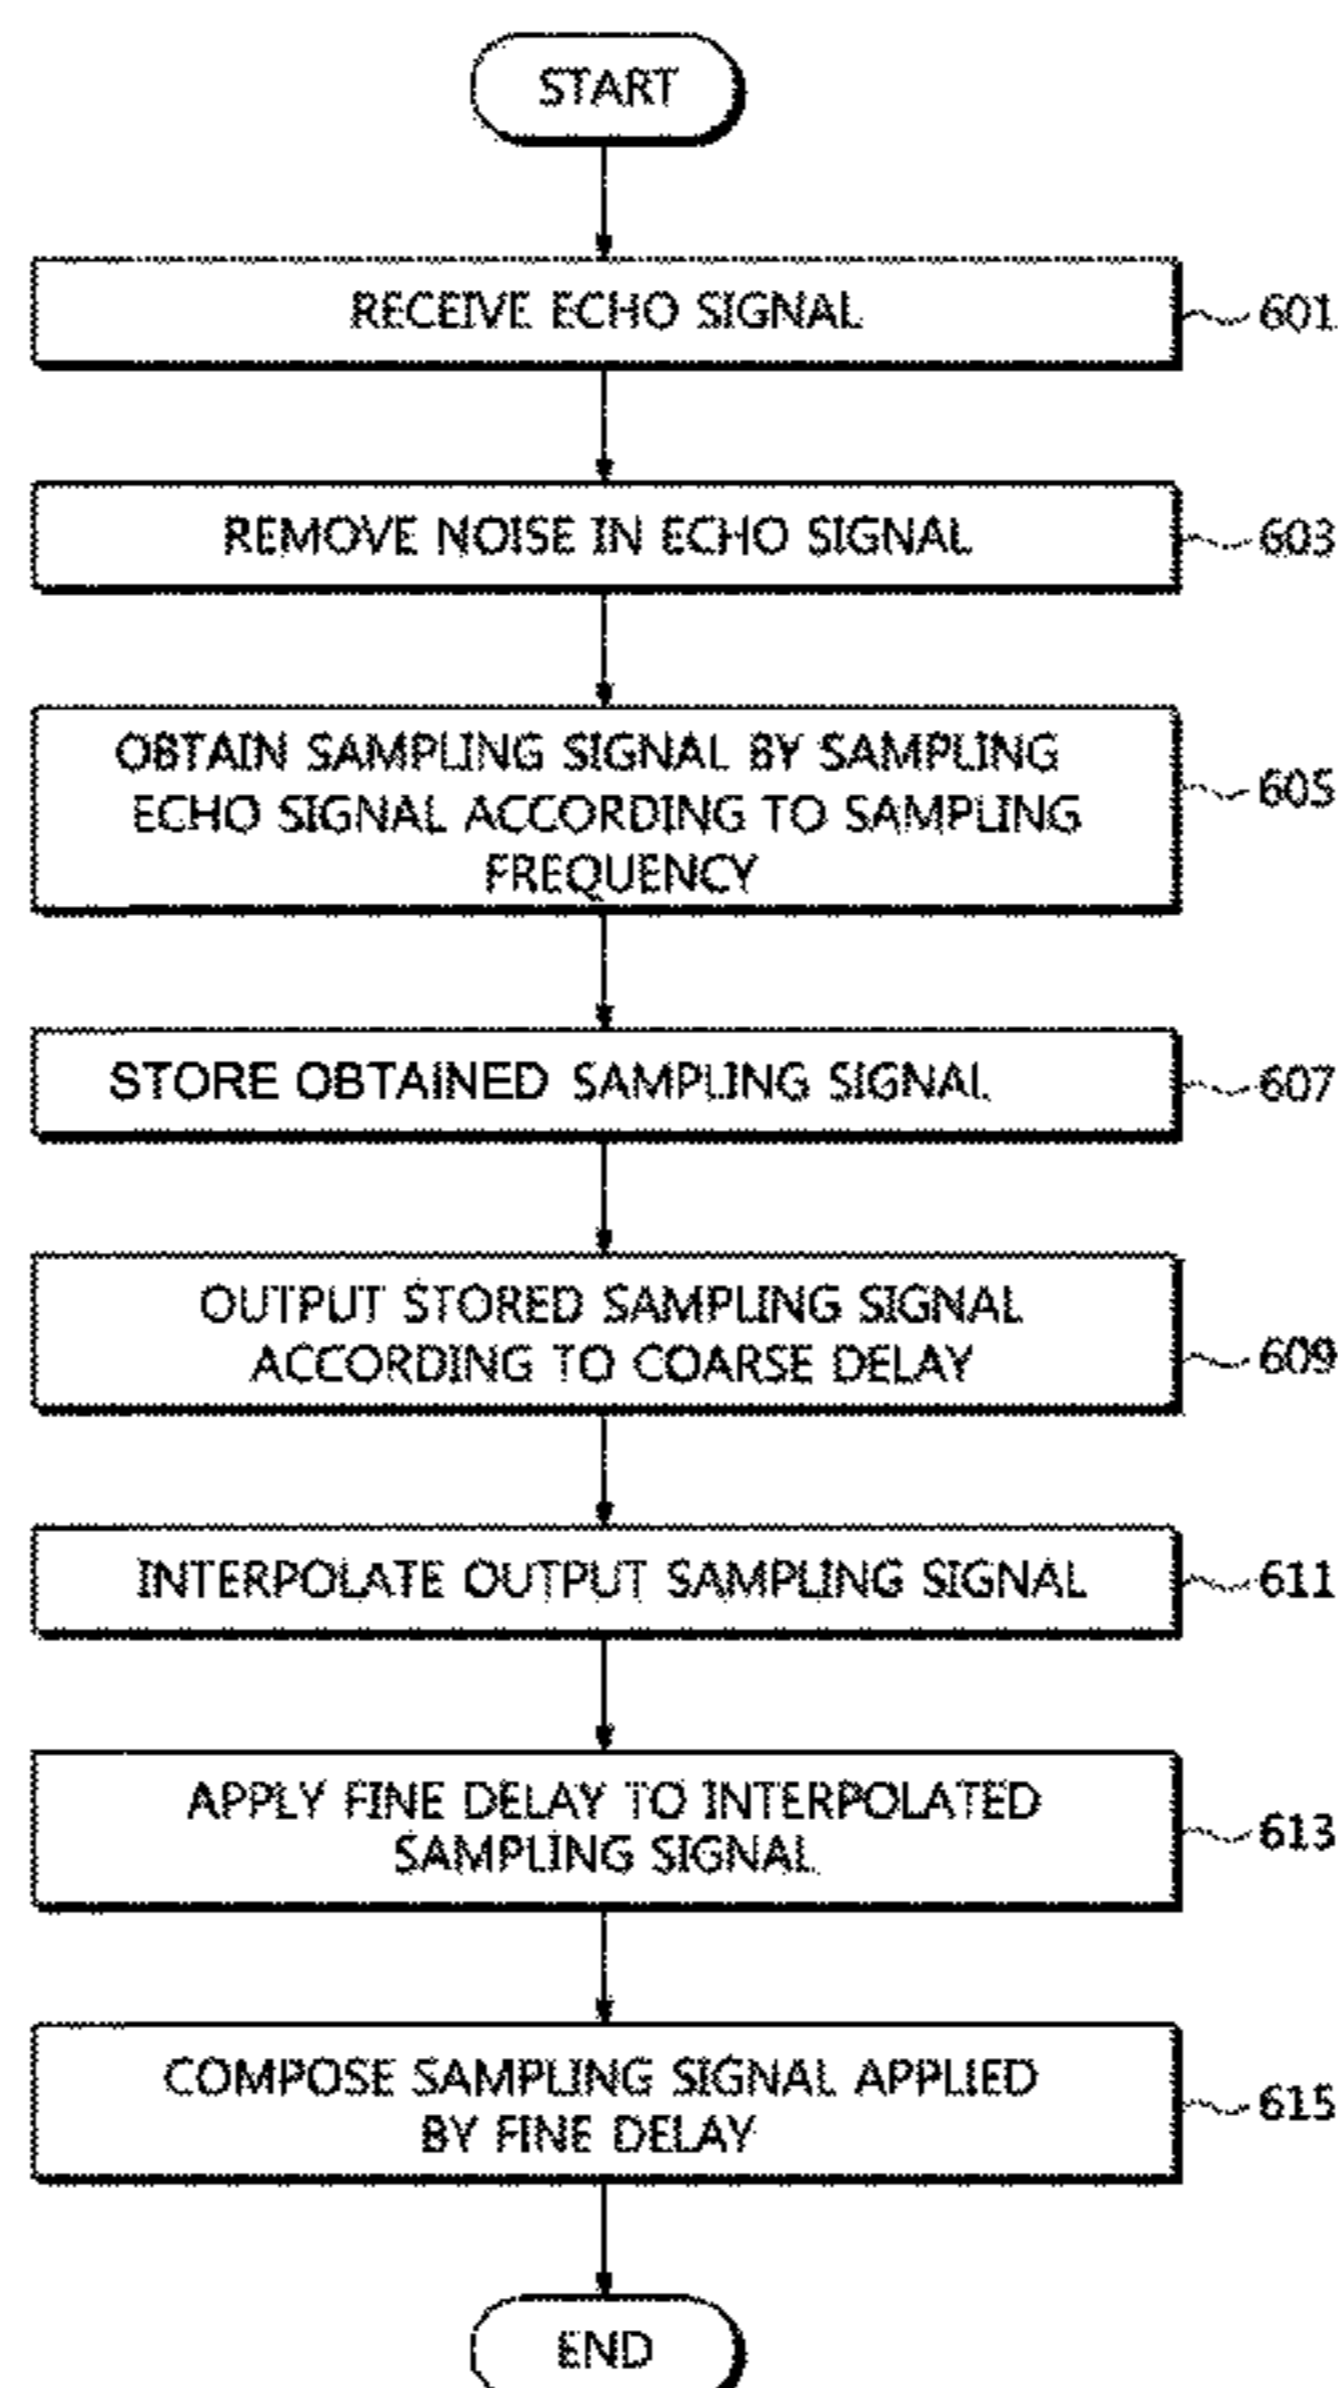 START
RECEIVE ECHO SIGNAL
601
REMOVE NOISE IN ECHO SIGNAL
603
OBTAIN SAMPLING SIGNAL BY SAMPLING
ECHO SIGNAL ACCORDING TO SAMPLING
FREQUENCY
605
STORE OBTAINED SAMPLING SIGNAL
607
OUTPUT STORED SAMPLING SIGNAL
ACCORDING TO COARSE DELAY
609
INTERPOLATE OUTPUT SAMPLING SIGNAL
611
APPLY FINE DELAY TO INTERPOLATED
SAMPLING SIGNAL
613
COMPOSE SAMPLING SIGNAL APPLIED
BY FINE DELAY
615
END